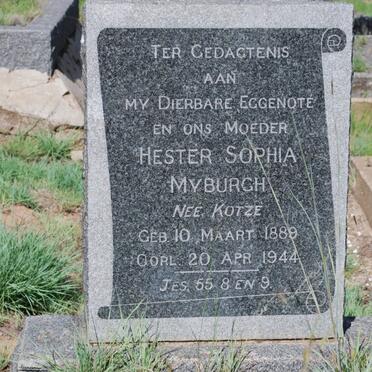 TER GEDAGTENIS
AAN
MY DIERBARE EGGENOTE
EN ONS MOEDER
HESTER SOPHIA
MYBURGH
NEE KOTZE
GEB 10 MAART 1889
OORL. 20 APR 1944
JES. 55. 8 EN 9.